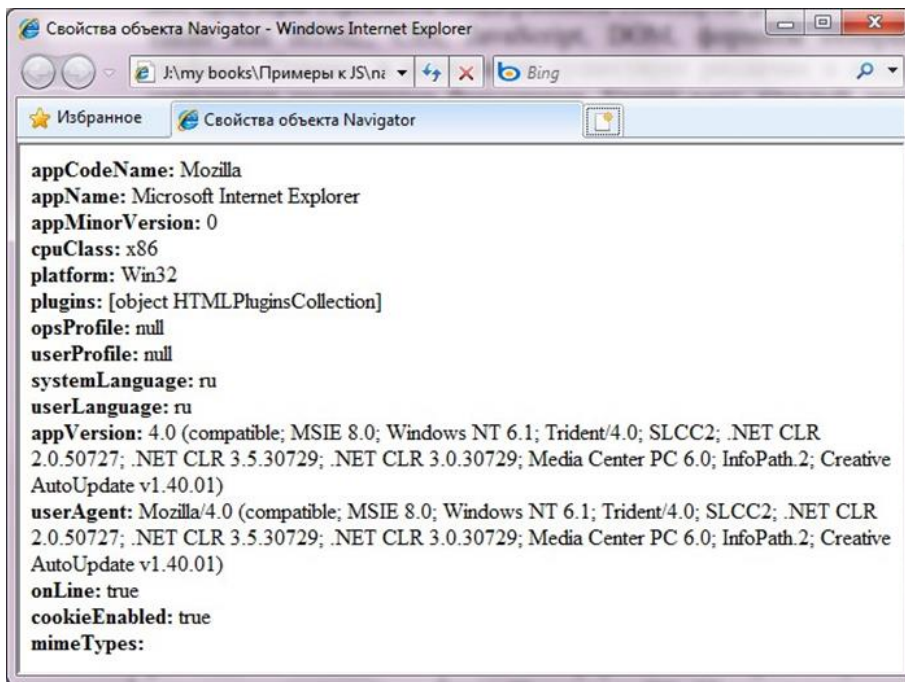 Свойства объекта Navigator - Windows Internet Explorer
J:\my books\Примеры к JS\na
Bing
Избранное
Свойства объекта Navigator
appCodeName: Mozilla
appName: Microsoft Internet Explorer
appMinorVersion: 0
cpuClass: x86
platform: Win32
plugins: [object HTMLPluginsCollection]
opsProfile: null
userProfile: null
systemLanguage: ru
userLanguage: ru
appVersion: 4.0 (compatible; MSIE 8.0; Windows NT 6.1; Trident/4.0; SLCC2; .NET CLR
2.0.50727; .NET CLR 3.5.30729; .NET CLR 3.0.30729; Media Center PC 6.0; InfoPath.2; Creative
AutoUpdate v1.40.01)
userAgent: Mozilla/4.0 (compatible; MSIE 8.0; Windows NT 6.1; Trident/4.0; SLCC2; .NET CLR
2.0.50727; .NET CLR 3.5.30729; .NET CLR 3.0.30729; Media Center PC 6.0; InfoPath.2; Creative
AutoUpdate v1.40.01)
onLine: true
cookieEnabled: true
mimeTypes: